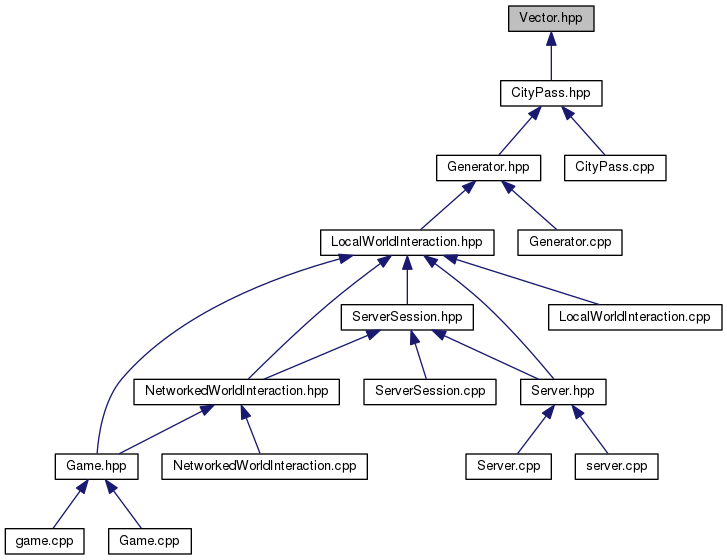 Vector.hpp
CityPass.hpp
Generator.hpp
CityPass.cpp
LocalWorldInteraction.hpp
Generator.cpp
ServerSession.hpp
LocalWorldInteraction.cpp
NetworkedWorldInteraction.hpp
ServerSession.cpp
Server.hpp
Game.hpp
NetworkedWorldInteraction.cpp
Server.cpp
server.cpp
game.cpp
Game.cpp